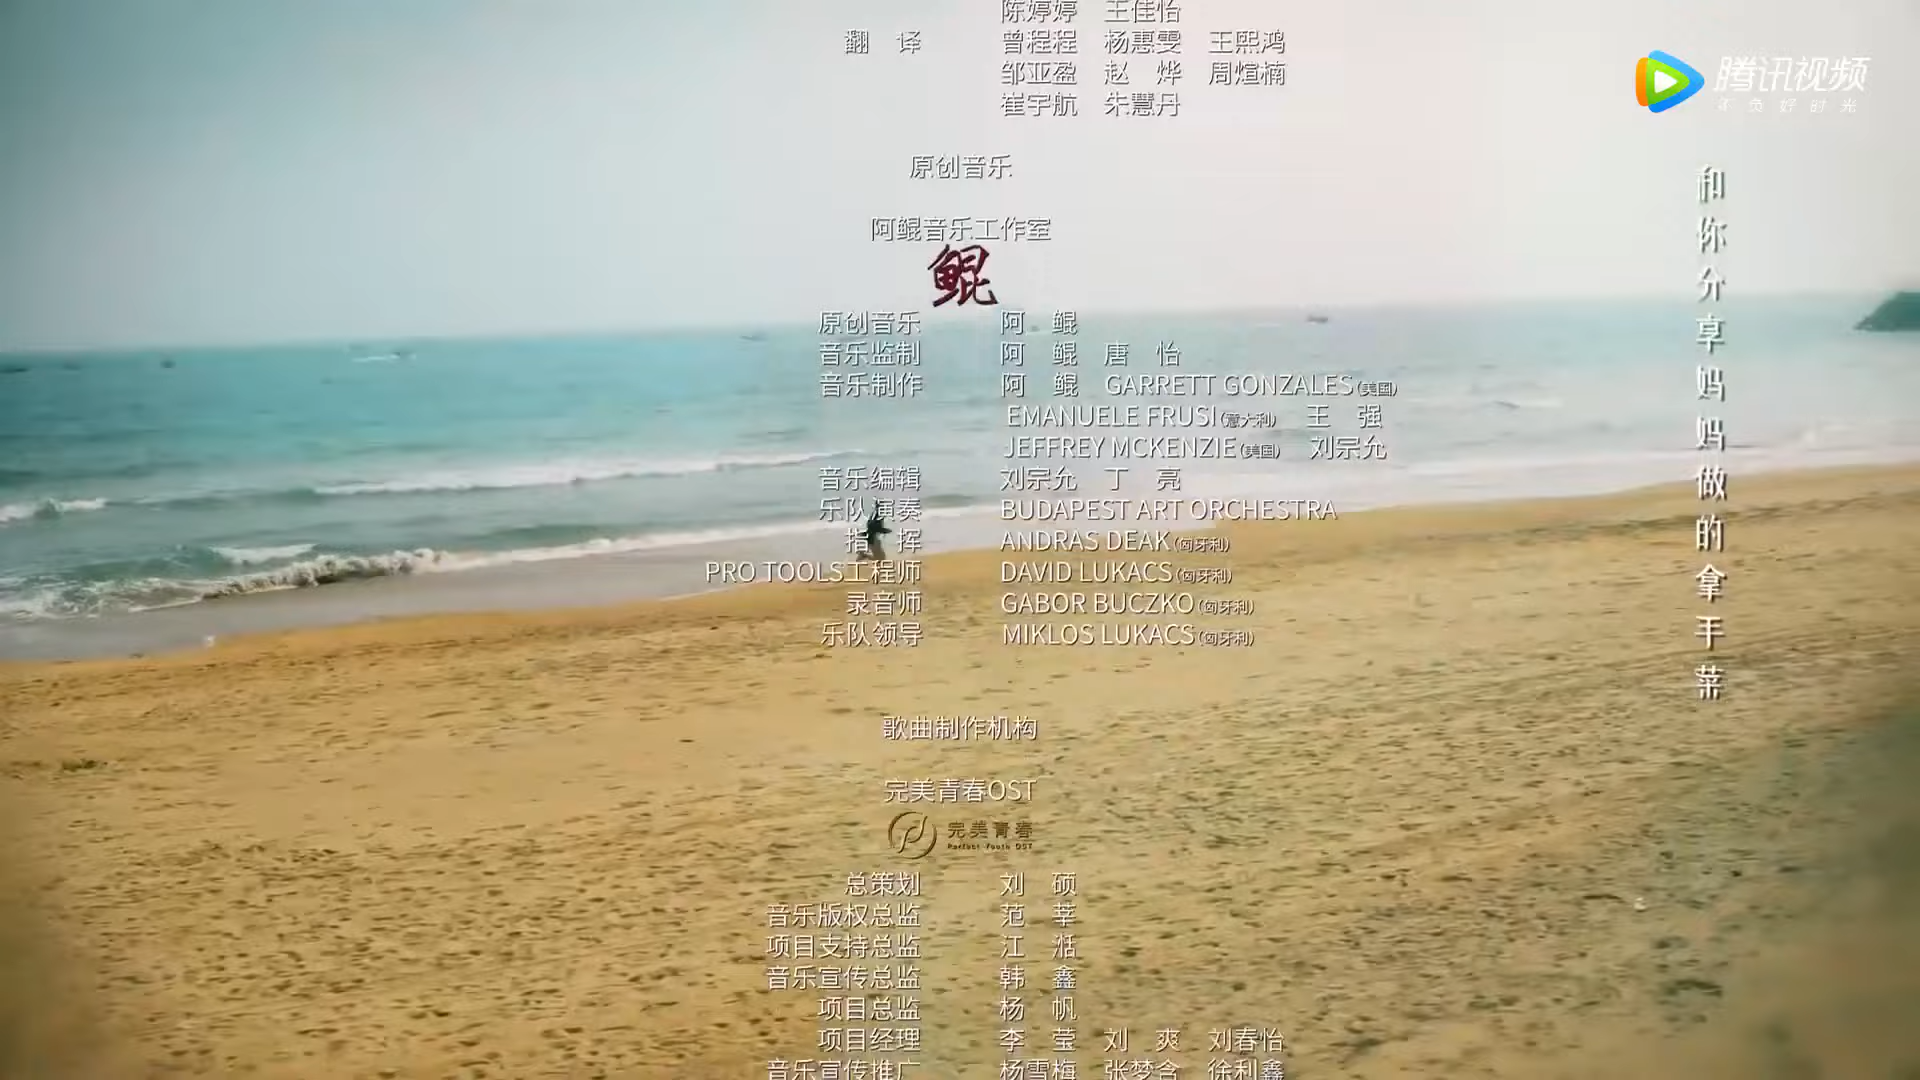 陈婷婷 王佳怡
翻 译 曾程程 杨惠雯 王熙鸿
邹亚盈 赵 烨 周煊楠
崔宇航 朱慧丹
原创音乐
阿鲲音乐工作室
鲲
原创音乐 阿 鲲
音乐监制 阿 鲲 唐 怡
音乐制作 阿 鲲 GARRETT GONZALES(美国)
EMANUELE FRUSI(意大利) 王 强
JEFFREY MCKENZIE(美国) 刘宗允
音乐编辑 刘宗允 丁 亮
乐队演奏 BUDAPEST ART ORCHESTRA
指 挥 ANDRAS DEAK(匈牙利)
PRO TOOLS工程师 DAVID LUKACS(匈牙利)
录音师 GABOR BUCZKO(匈牙利)
乐队领导 MIKLOS LUKACS(匈牙利)
歌曲制作机构
完美青春OST
完美青春
Perfect Youth OST
总策划 刘 硕
音乐版权总监 范 莘
项目支持总监 江 湉
音乐宣传总监 韩 鑫
项目总监 杨 帆
项目经理 李 莹 刘 爽 刘春怡
音乐宣传推广 杨雪梅 张梦含 徐利鑫
腾讯视频
不负好时光
和你分享妈妈做的拿手菜